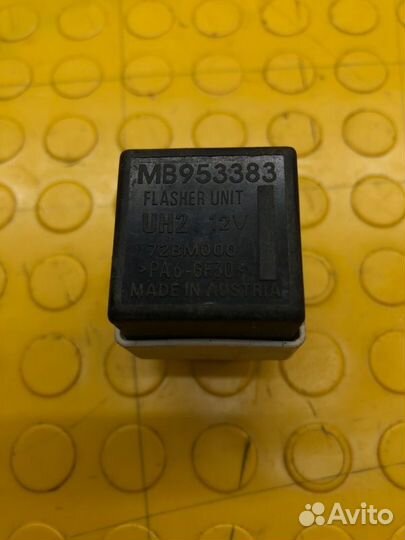 MB953383
FLASHER UNIT
UH2 12V
72BM000
>PA6-GF30<
MADE IN AUSTRIA
Avito